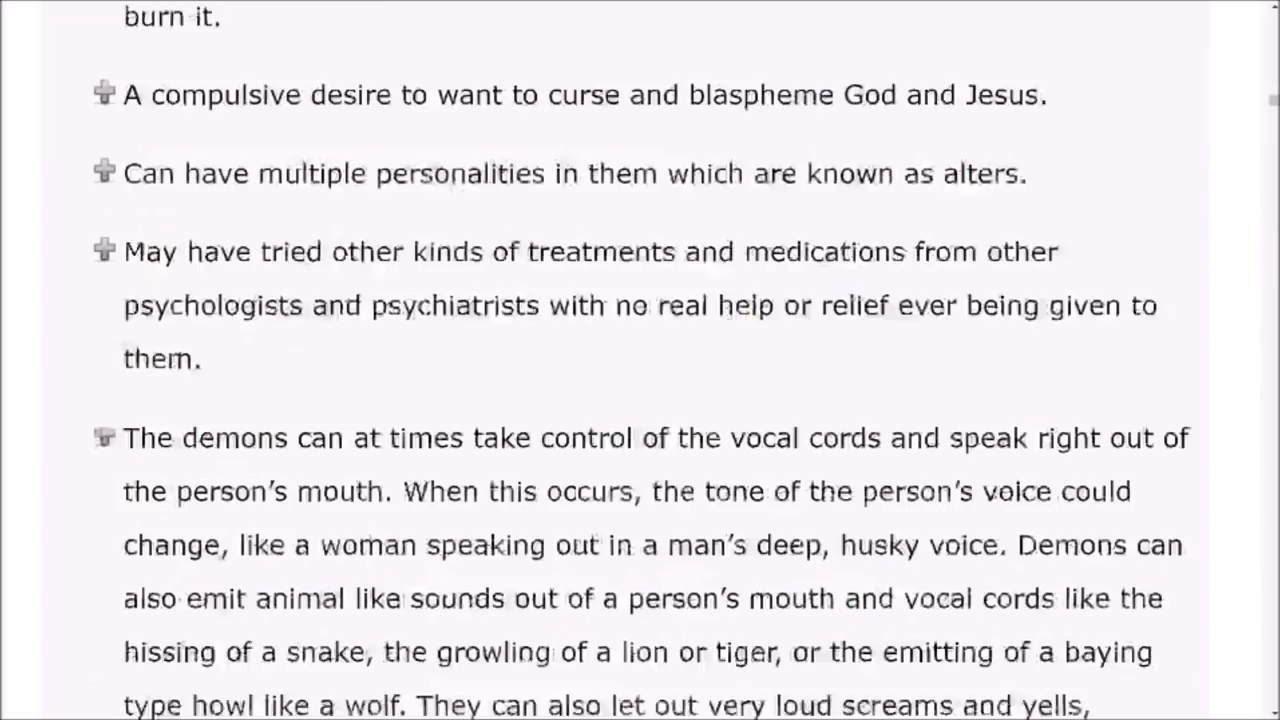 burn it.
A compulsive desire to want to curse and blaspheme God and Jesus.
Can have multiple personalities in them which are known as alters.
May have tried other kinds of treatments and medications from other
psychologists and psychiatrists with no real help or relief ever being given to
them.
The demons can at times take control of the vocal cords and speak right out of
the person’s mouth. When this occurs, the tone of the person’s voice could
change, like a woman speaking out in a man’s deep, husky voice. Demons can
also emit animal like sounds out of a person’s mouth and vocal cords like the
hissing of a snake, the growling of a lion or tiger, or the emitting of a baying
type howl like a wolf. They can also let out very loud screams and yells,